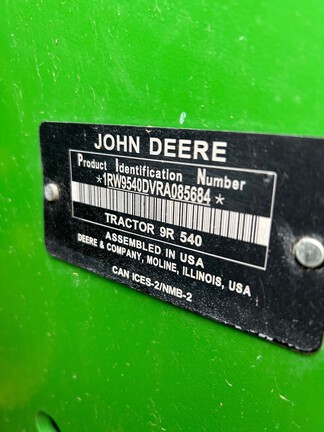 JOHN DEERE
Product Identification Number
*1RW9540DVRA085684*
TRACTOR 9R 540
ASSEMBLED IN USA
DEERE & COMPANY, MOLINE, ILLINOIS, USA
CAN ICES-2/NMB-2